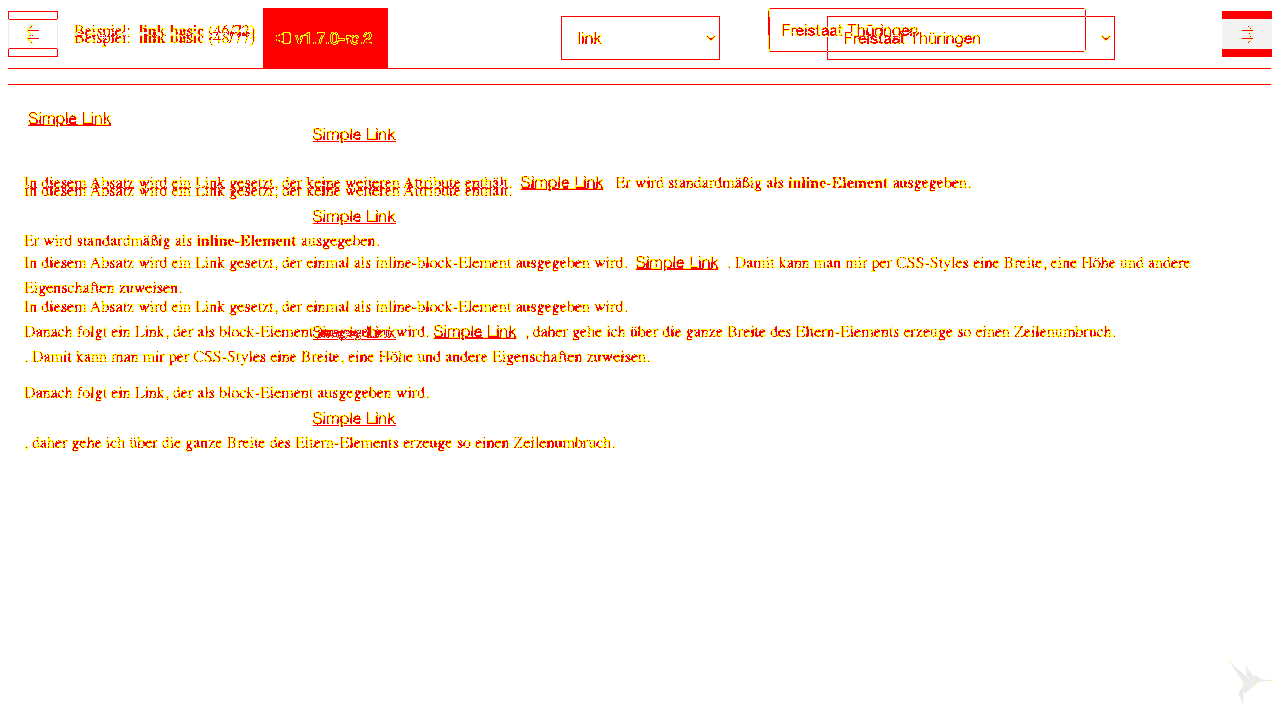 Beispiel: link basic (46/72)
Beispiel: link basic (48/77)
v1.7.0-rc.2
link
Freistaat Thüringen
Freistaat Thüringen
Simple Link
Simple Link
In diesem Absatz wird ein Link gesetzt, der keine weiteren Attribute enthält. Simple Link Er wird standardmäßig als inline-Element ausgegeben.
In diesem Absatz wird ein Link gesetzt, der keine weiteren Attribute enthält.
Simple Link
Er wird standardmäßig als inline-Element ausgegeben.
In diesem Absatz wird ein Link gesetzt, der einmal als inline-block-Element ausgegeben wird. Simple Link . Damit kann man mir per CSS-Styles eine Breite, eine Höhe und andere
Eigenschaften zuweisen.
In diesem Absatz wird ein Link gesetzt, der einmal als inline-block-Element ausgegeben wird.
Danach folgt ein Link, der als block-Element ausgegeben wird. Simple Link , daher gehe ich über die ganze Breite des Eltern-Elements erzeuge so einen Zeilenumbruch.
Simple Link
. Damit kann man mir per CSS-Styles eine Breite, eine Höhe und andere Eigenschaften zuweisen.
Danach folgt ein Link, der als block-Element ausgegeben wird.
Simple Link
, daher gehe ich über die ganze Breite des Eltern-Elements erzeuge so einen Zeilenumbruch.